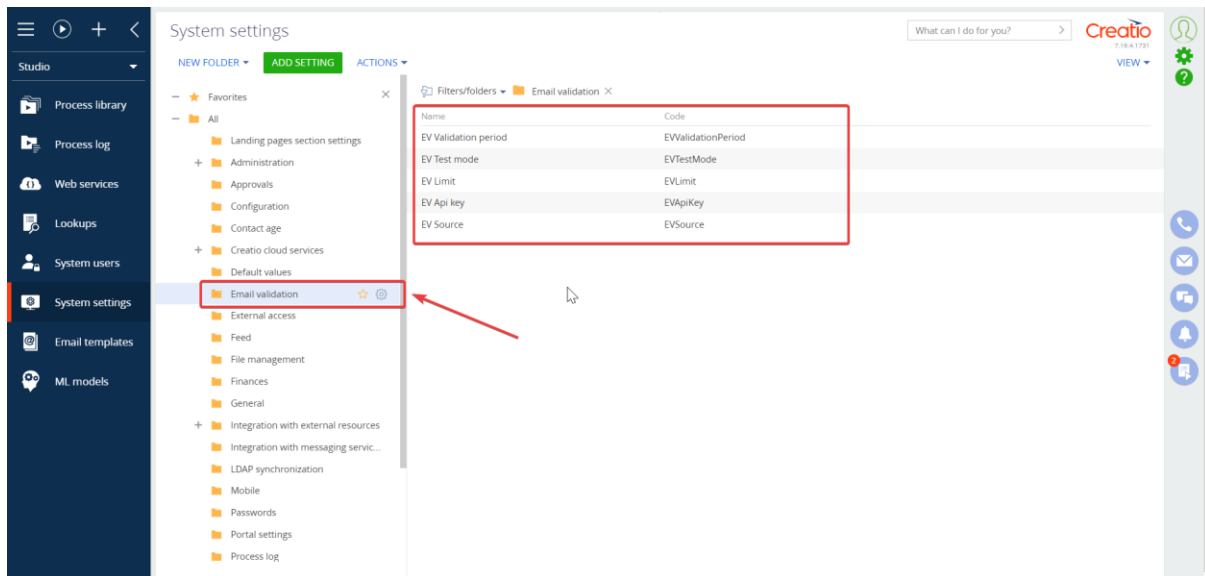 System settings
What can I do for you?
Creatio
7.18.4.1731
Studio
NEW FOLDER
ADD SETTING
ACTIONS
VIEW
Process library
Process log
Web services
Lookups
System users
System settings
Email templates
ML models
Favorites
All
Landing pages section settings
Administration
Approvals
Configuration
Contact age
Creatio cloud services
Default values
Email validation
External access
Feed
File management
Finances
General
Integration with external resources
Integration with messaging servic...
LDAP synchronization
Mobile
Passwords
Portal settings
Process log
Filters/folders Email validation
Name Code
EV Validation period EVValidationPeriod
EV Test mode EVTestMode
EV Limit EVLimit
EV Api key EVApiKey
EV Source EVSource
2